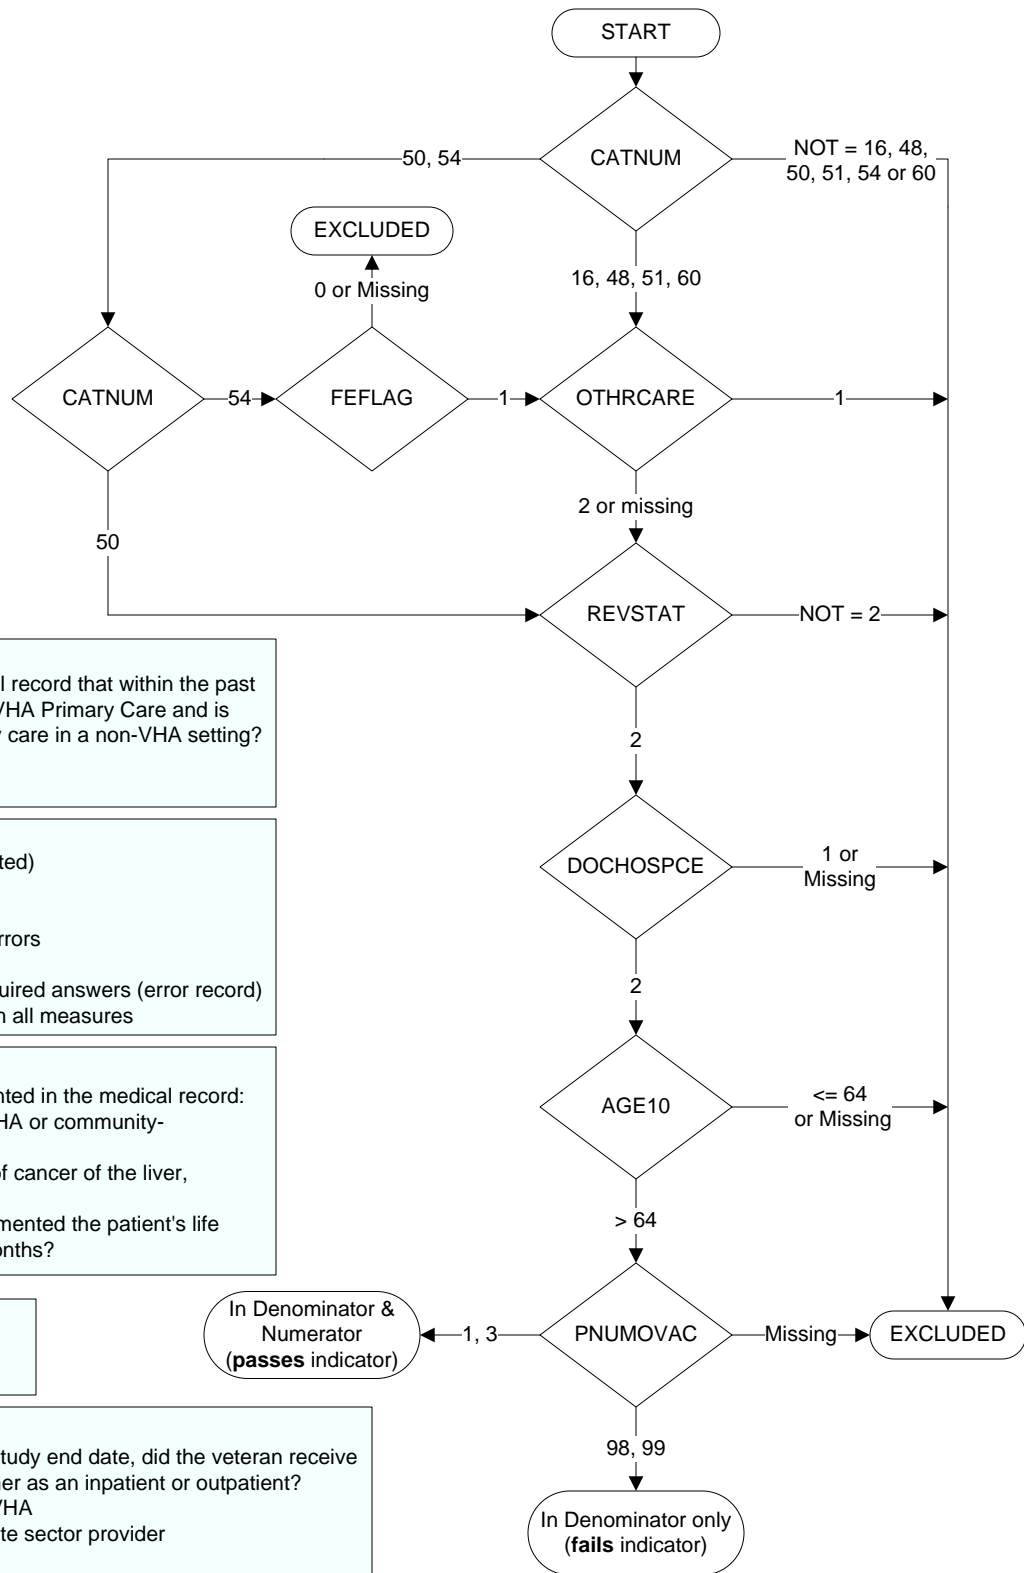 START
CATNUM
50, 54
NOT = 16, 48,
50, 51, 54 or 60
EXCLUDED
0 or Missing
16, 48, 51, 60
CATNUM
54
FEFLAG
1
OTHRCARE
1
2 or missing
50
REVSTAT
NOT = 2
l record that within the past
VHA Primary Care and is
y care in a non-VHA setting?
2
ted)
rrors
uired answers (error record)
n all measures
DOCHOSPCE
1 or
Missing
2
nted in the medical record:
HA or community-
of cancer of the liver,
mented the patient's life
onths?
AGE10
<= 64
or Missing
> 64
In Denominator &
Numerator
(passes indicator)
1, 3
PNUMOVAC
Missing
EXCLUDED
98, 99
tudy end date, did the veteran receive
her as an inpatient or outpatient?
VHA
te sector provider
In Denominator only
(fails indicator)